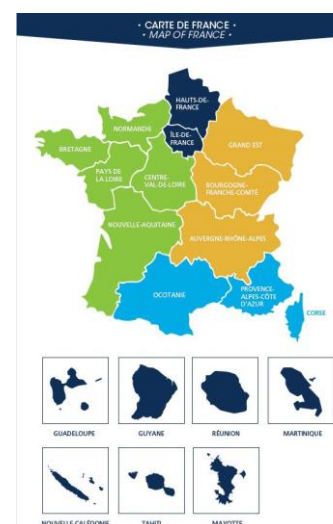 • CARTE DE FRANCE •
• MAP OF FRANCE •
HAUTS-DE-
FRANCE
NORMANDIE
ÎLE-DE-
FRANCE
GRAND EST
BRETAGNE
PAYS DE
LA LOIRE
CENTRE-
VAL-DE-LOIRE
BOURGOGNE-
FRANCHE-COMTÉ
NOUVELLE-AQUITAINE
AUVERGNE-RHÔNE-ALPES
OCOTANIE
PROVENCE-
ALPES-CÔTE
D'AZUR
CORSE
GUADELOUPE
GUYANE
RÉUNION
MARTINIQUE
NOUVELLE CALÉDONIE
TAHITI
MAYOTTE